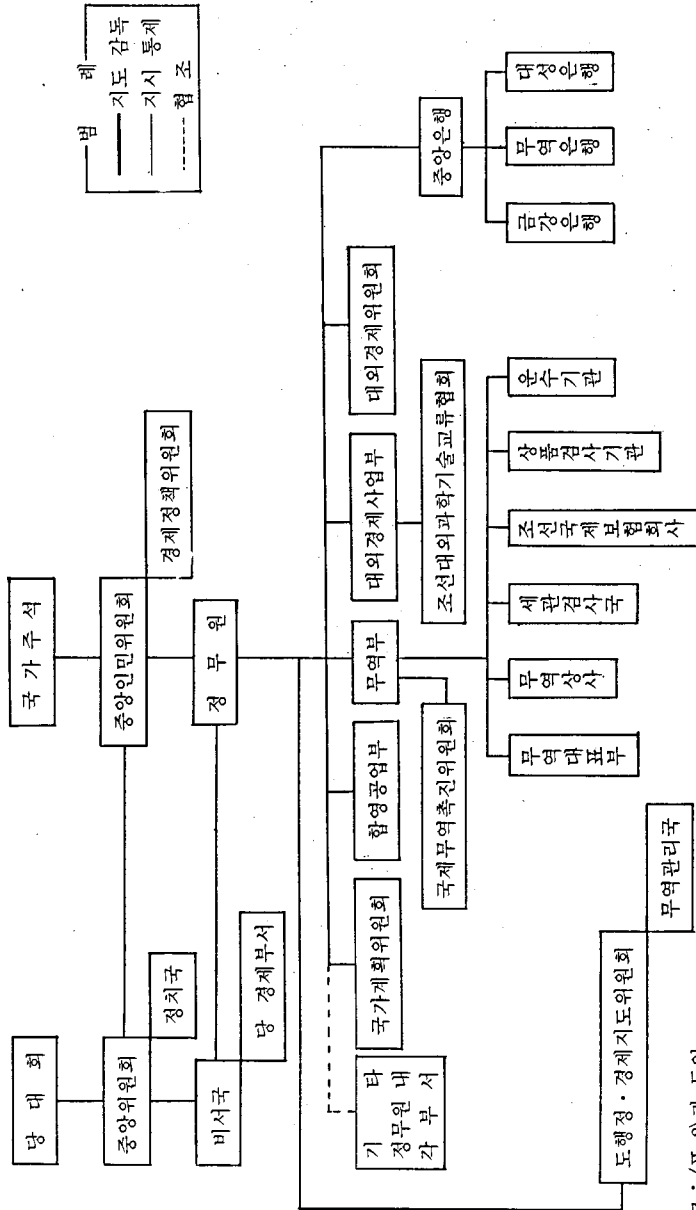 범 례
지도 감독
지시 통제
협 조
국 가 주 석
당 대 회
중앙인민위원회
경제정책위원회
중앙위원회
정치국
정 무 원
비서국
당 경제부서
기 타
정무원 내
각 부 서
국가계획위원회
합영공업부
무역부
대외경제사업부
대외경제위원회
중앙은행
국제무역촉진위원회
조선대외과학기술교류협회
무역대표부
무역상사
세관검사국
조선국제보험회사
상품검사기관
운수기관
금강은행
무역은행
대성은행
도행정·경제지도위원회
무역관리국